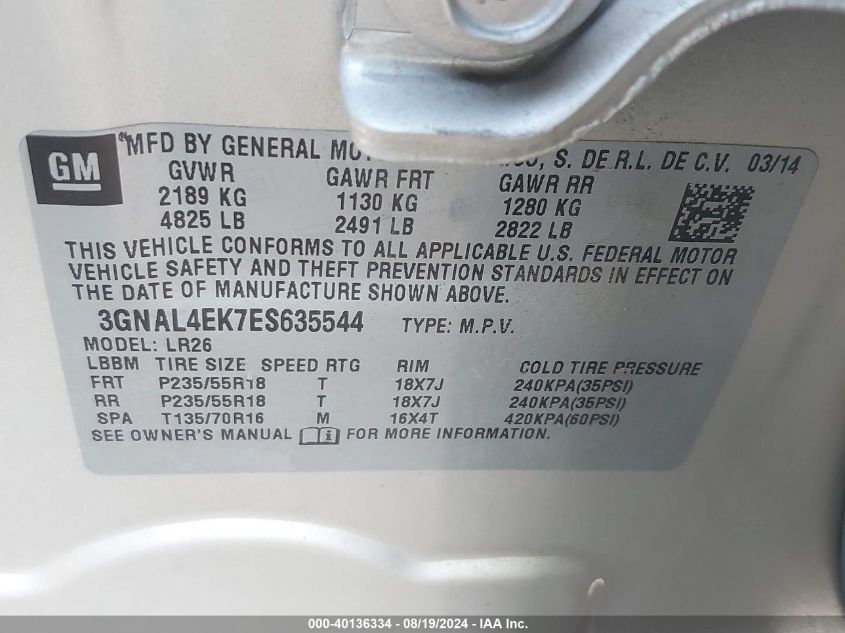 GM
MFD BY GENERAL MO , S. DE R.L. DE C.V. 03/14
GVWR GAWR FRT GAWR RR
2189 KG 1130 KG 1280 KG
4825 LB 2491 LB 2822 LB
THIS VEHICLE CONFORMS TO ALL APPLICABLE U.S. FEDERAL MOTOR
VEHICLE SAFETY AND THEFT PREVENTION STANDARDS IN EFFECT ON
THE DATE OF MANUFACTURE SHOWN ABOVE.
3GNAL4EK7ES635544 TYPE: M.P.V.
MODEL: LR26
LBBM TIRE SIZE SPEED RTG RIM COLD TIRE PRESSURE
FRT P235/55R18 T 18X7J 240KPA(35PSI)
RR P235/55R18 T 18X7J 240KPA(35PSI)
SPA T135/70R16 M 16X4T 420KPA(60PSI)
SEE OWNER'S MANUAL FOR MORE INFORMATION.
000-40136334 - 08/19/2024 - IAA Inc.